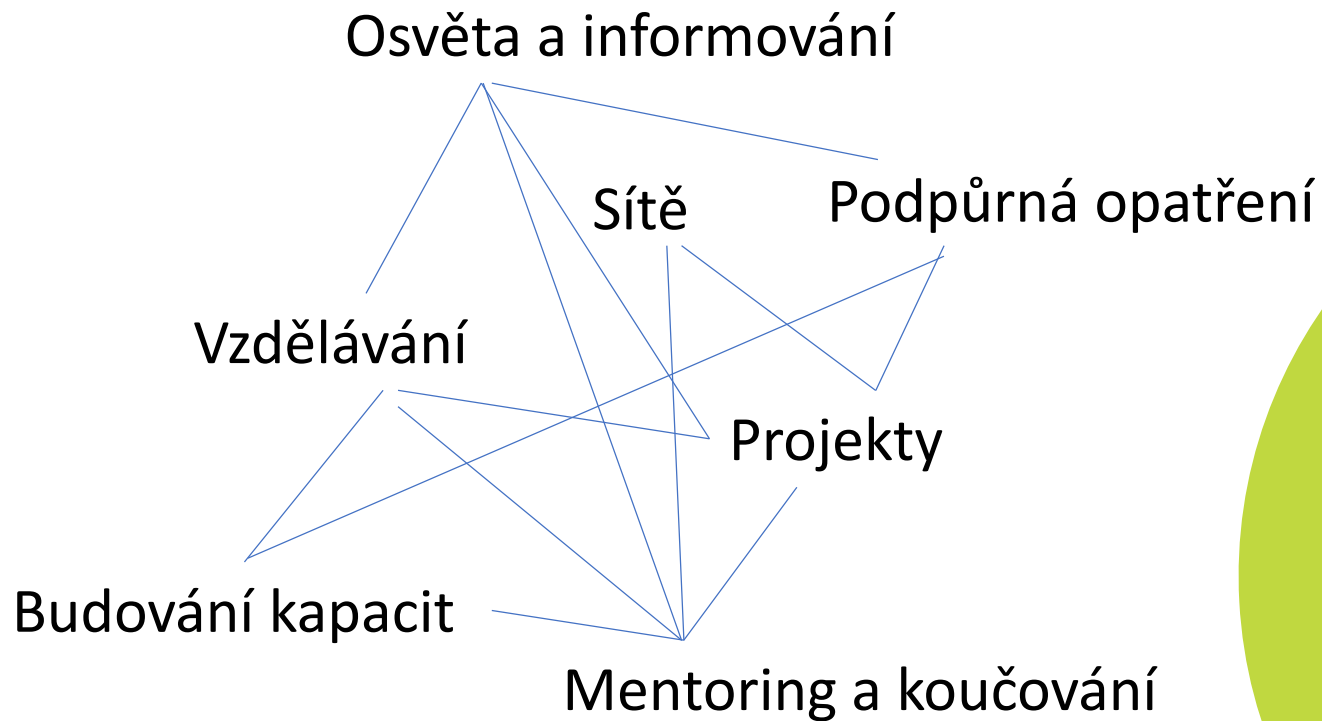 Osvěta a informování
Sítě
Podpůrná opatření
Vzdělávání
Projekty
Budování kapacit
Mentoring a koučování